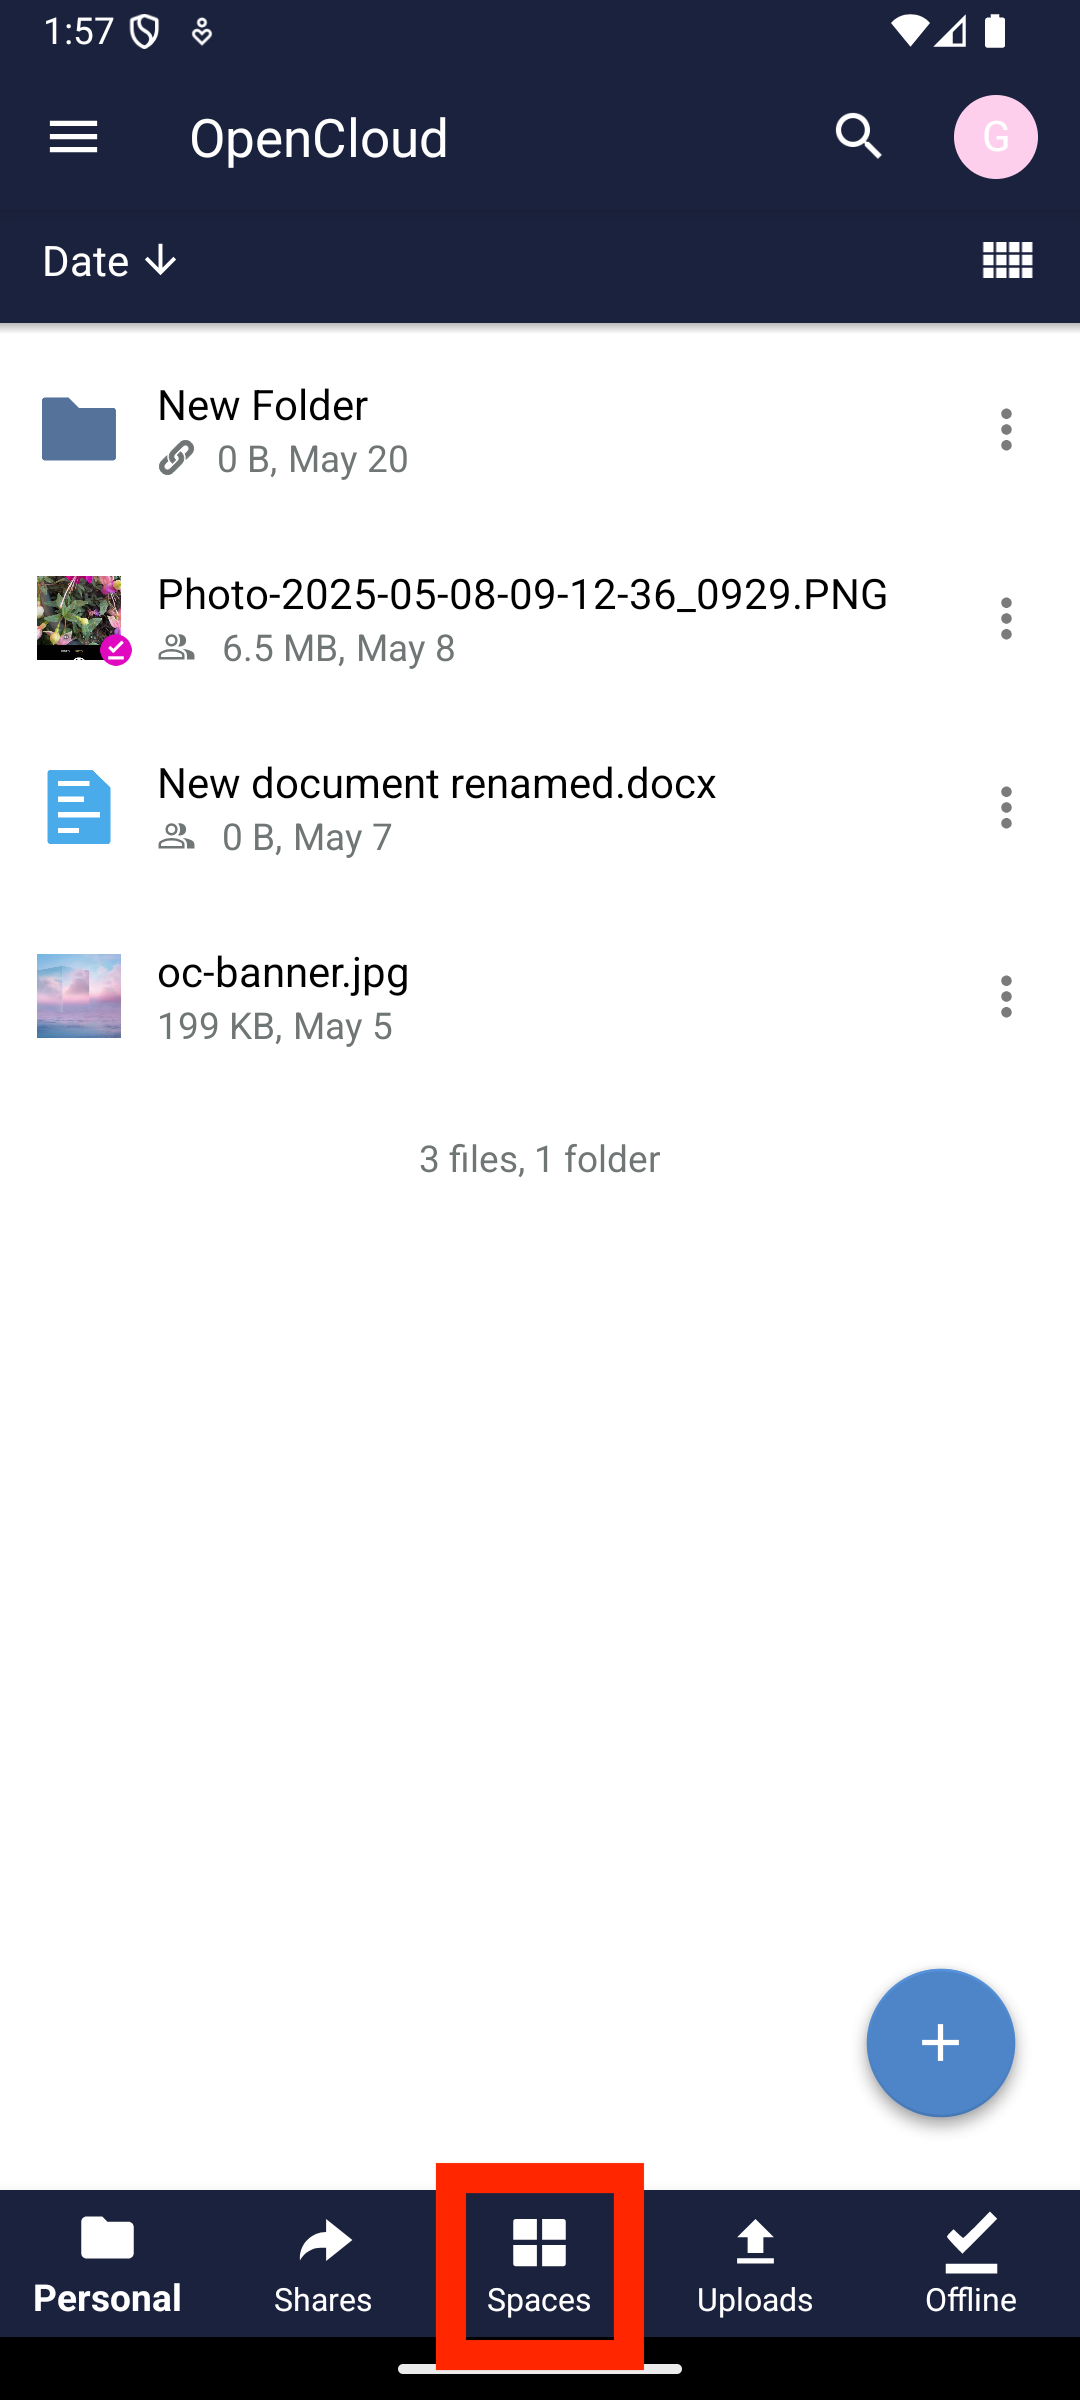 1:57
OpenCloud
G
Date
New Folder
0 B, May 20
Photo-2025-05-08-09-12-36_0929.PNG
6.5 MB, May 8
New document renamed.docx
0 B, May 7
oc-banner.jpg
199 KB, May 5
3 files, 1 folder
Personal
Shares
Spaces
Uploads
Offline